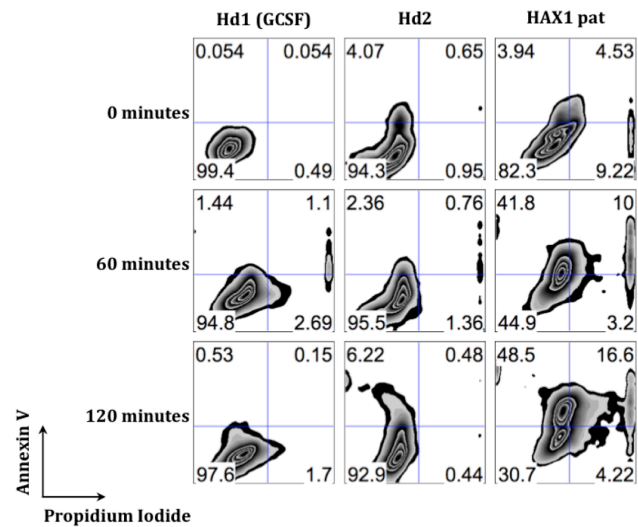 Hd1 (GCSF) Hd2 HAX1 pat
0.054 0.054 4.07 0.65 3.94 4.53
0 minutes
99.4 0.49 94.3 0.95 82.3 9.22
1.44 1.1 2.36 0.76 41.8 10
60 minutes
94.8 2.69 95.5 1.36 44.9 3.2
0.53 0.15 6.22 0.48 48.5 16.6
120 minutes
97.6 1.7 92.9 0.44 30.7 4.22
Annexin V
Propidium Iodide